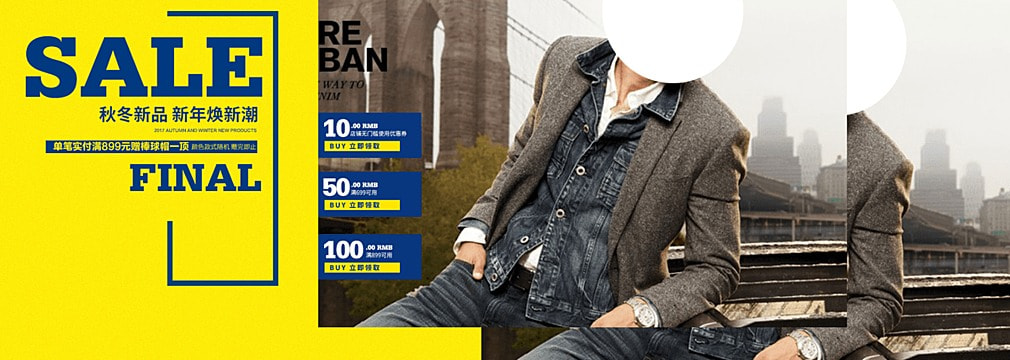 SALE
秋冬新品 新年焕新潮
2017 AUTUMN AND WINTER NEW PRODUCTS
单笔实付满899元赠棒球帽一顶 颜色款式随机 赠完即止
FINAL
RE
BAN
WAY TO
NIM
10.00 RMB
店铺无门槛使用优惠券
BUY 立即领取
50.00 RMB
满699可用
BUY 立即领取
100.00 RMB
满899可用
BUY 立即领取